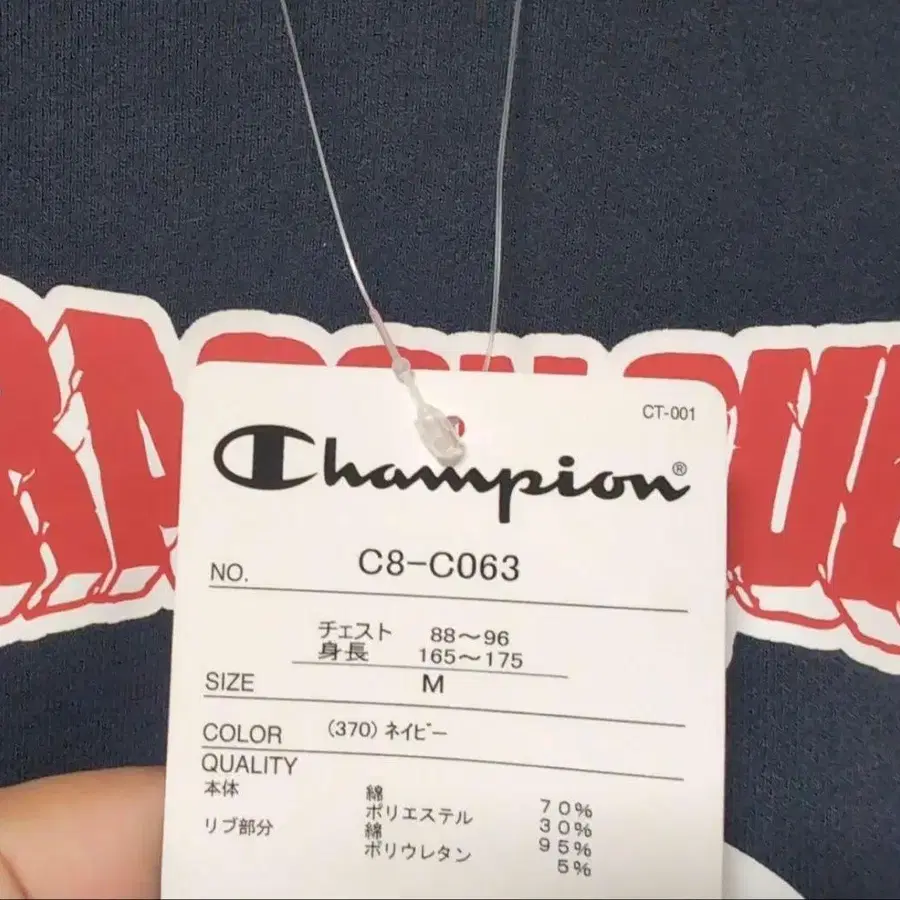 CT-001
Champion®
NO. C8-C063
チェスト 88〜96
身長 165〜175
SIZE M
COLOR (370) ネイビー
QUALITY
本体 綿 70%
ポリエステル 30%
リブ部分 綿 95%
ポリウレタン 5%